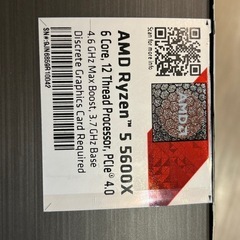 AMD Ryzen™ 5 5600X
6 Core, 12 Thread Processor, PCIe® 4.0
4.6 GHz Max Boost, 3.7 GHz Base
Discrete Graphics Card Required
Scan for more info
AMD